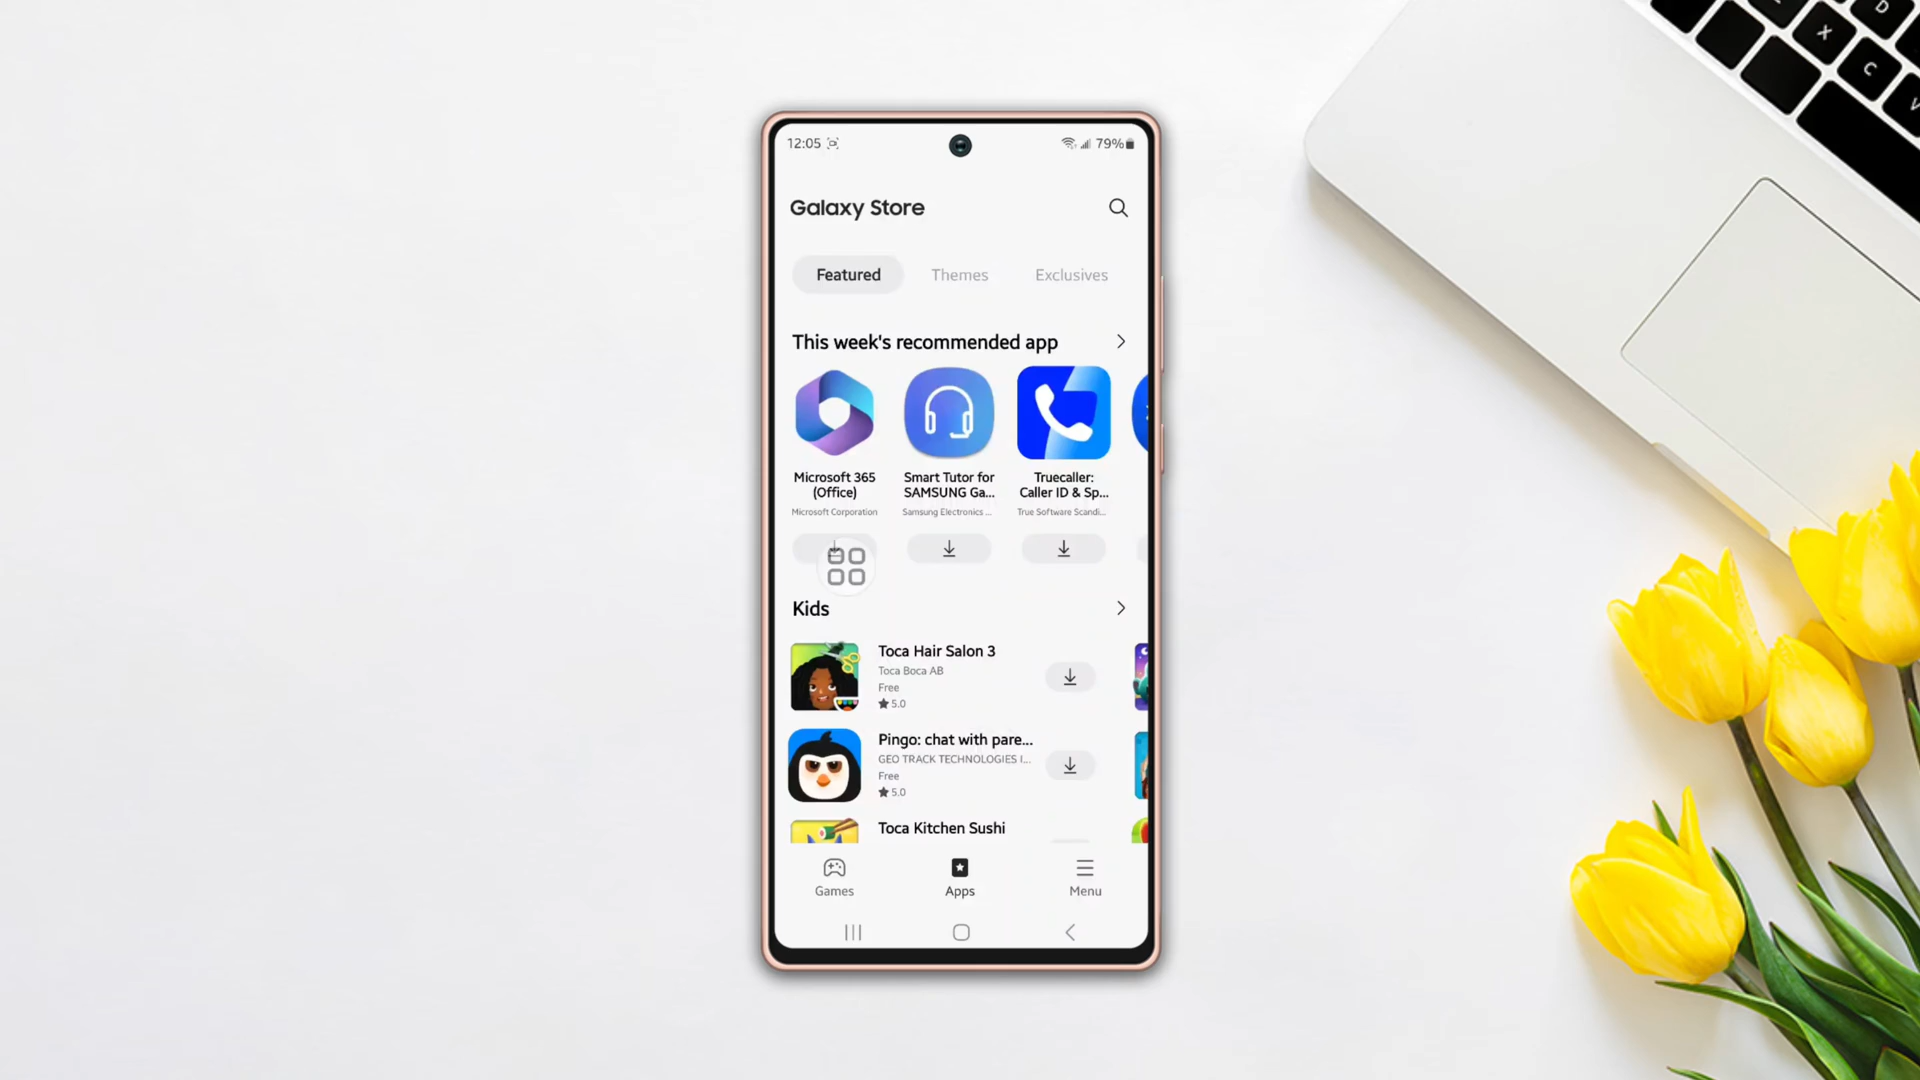 D
X
C
V
12:05
79%
Galaxy Store
Featured
Themes
Exclusives
This week's recommended app
Microsoft 365
(Office)
Microsoft Corporation
Smart Tutor for
SAMSUNG Ga...
Samsung Electronics ...
Truecaller:
Caller ID & Sp...
True Software Scandi...
Kids
Toca Hair Salon 3
Toca Boca AB
Free
★5.0
Pingo: chat with pare...
GEO TRACK TECHNOLOGIES I...
Free
★5.0
Toca Kitchen Sushi
Games
Apps
Menu